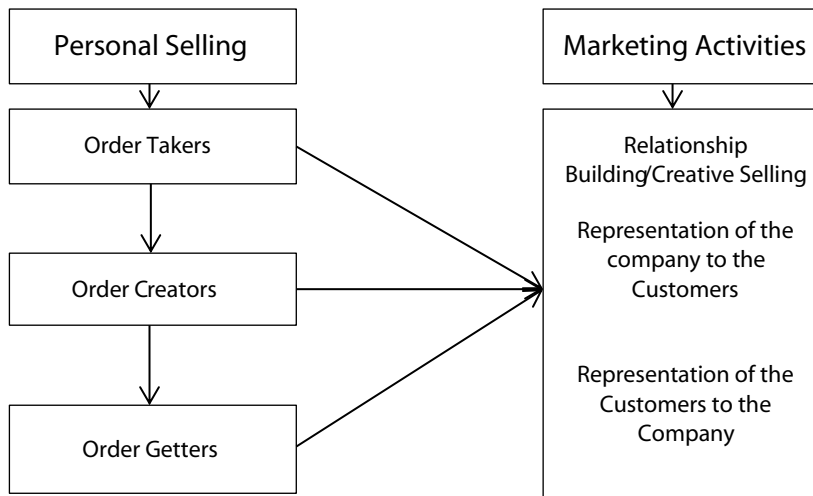 Personal Selling
Marketing Activities
Order Takers
Order Creators
Order Getters
Relationship
Building/Creative Selling
Representation of the
company to the
Customers
Representation of the
Customers to the
Company